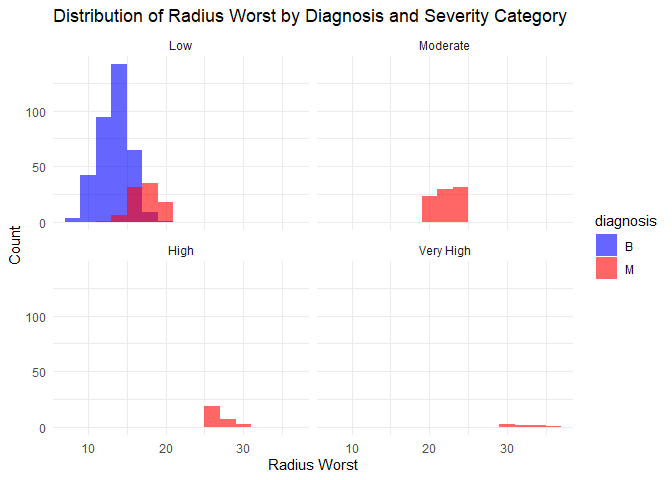 Distribution of Radius Worst by Diagnosis and Severity Category
Low
Moderate
100
50
0
High
Very High
100
50
0
10
20
30
10
20
30
Radius Worst
Count
diagnosis
B
M